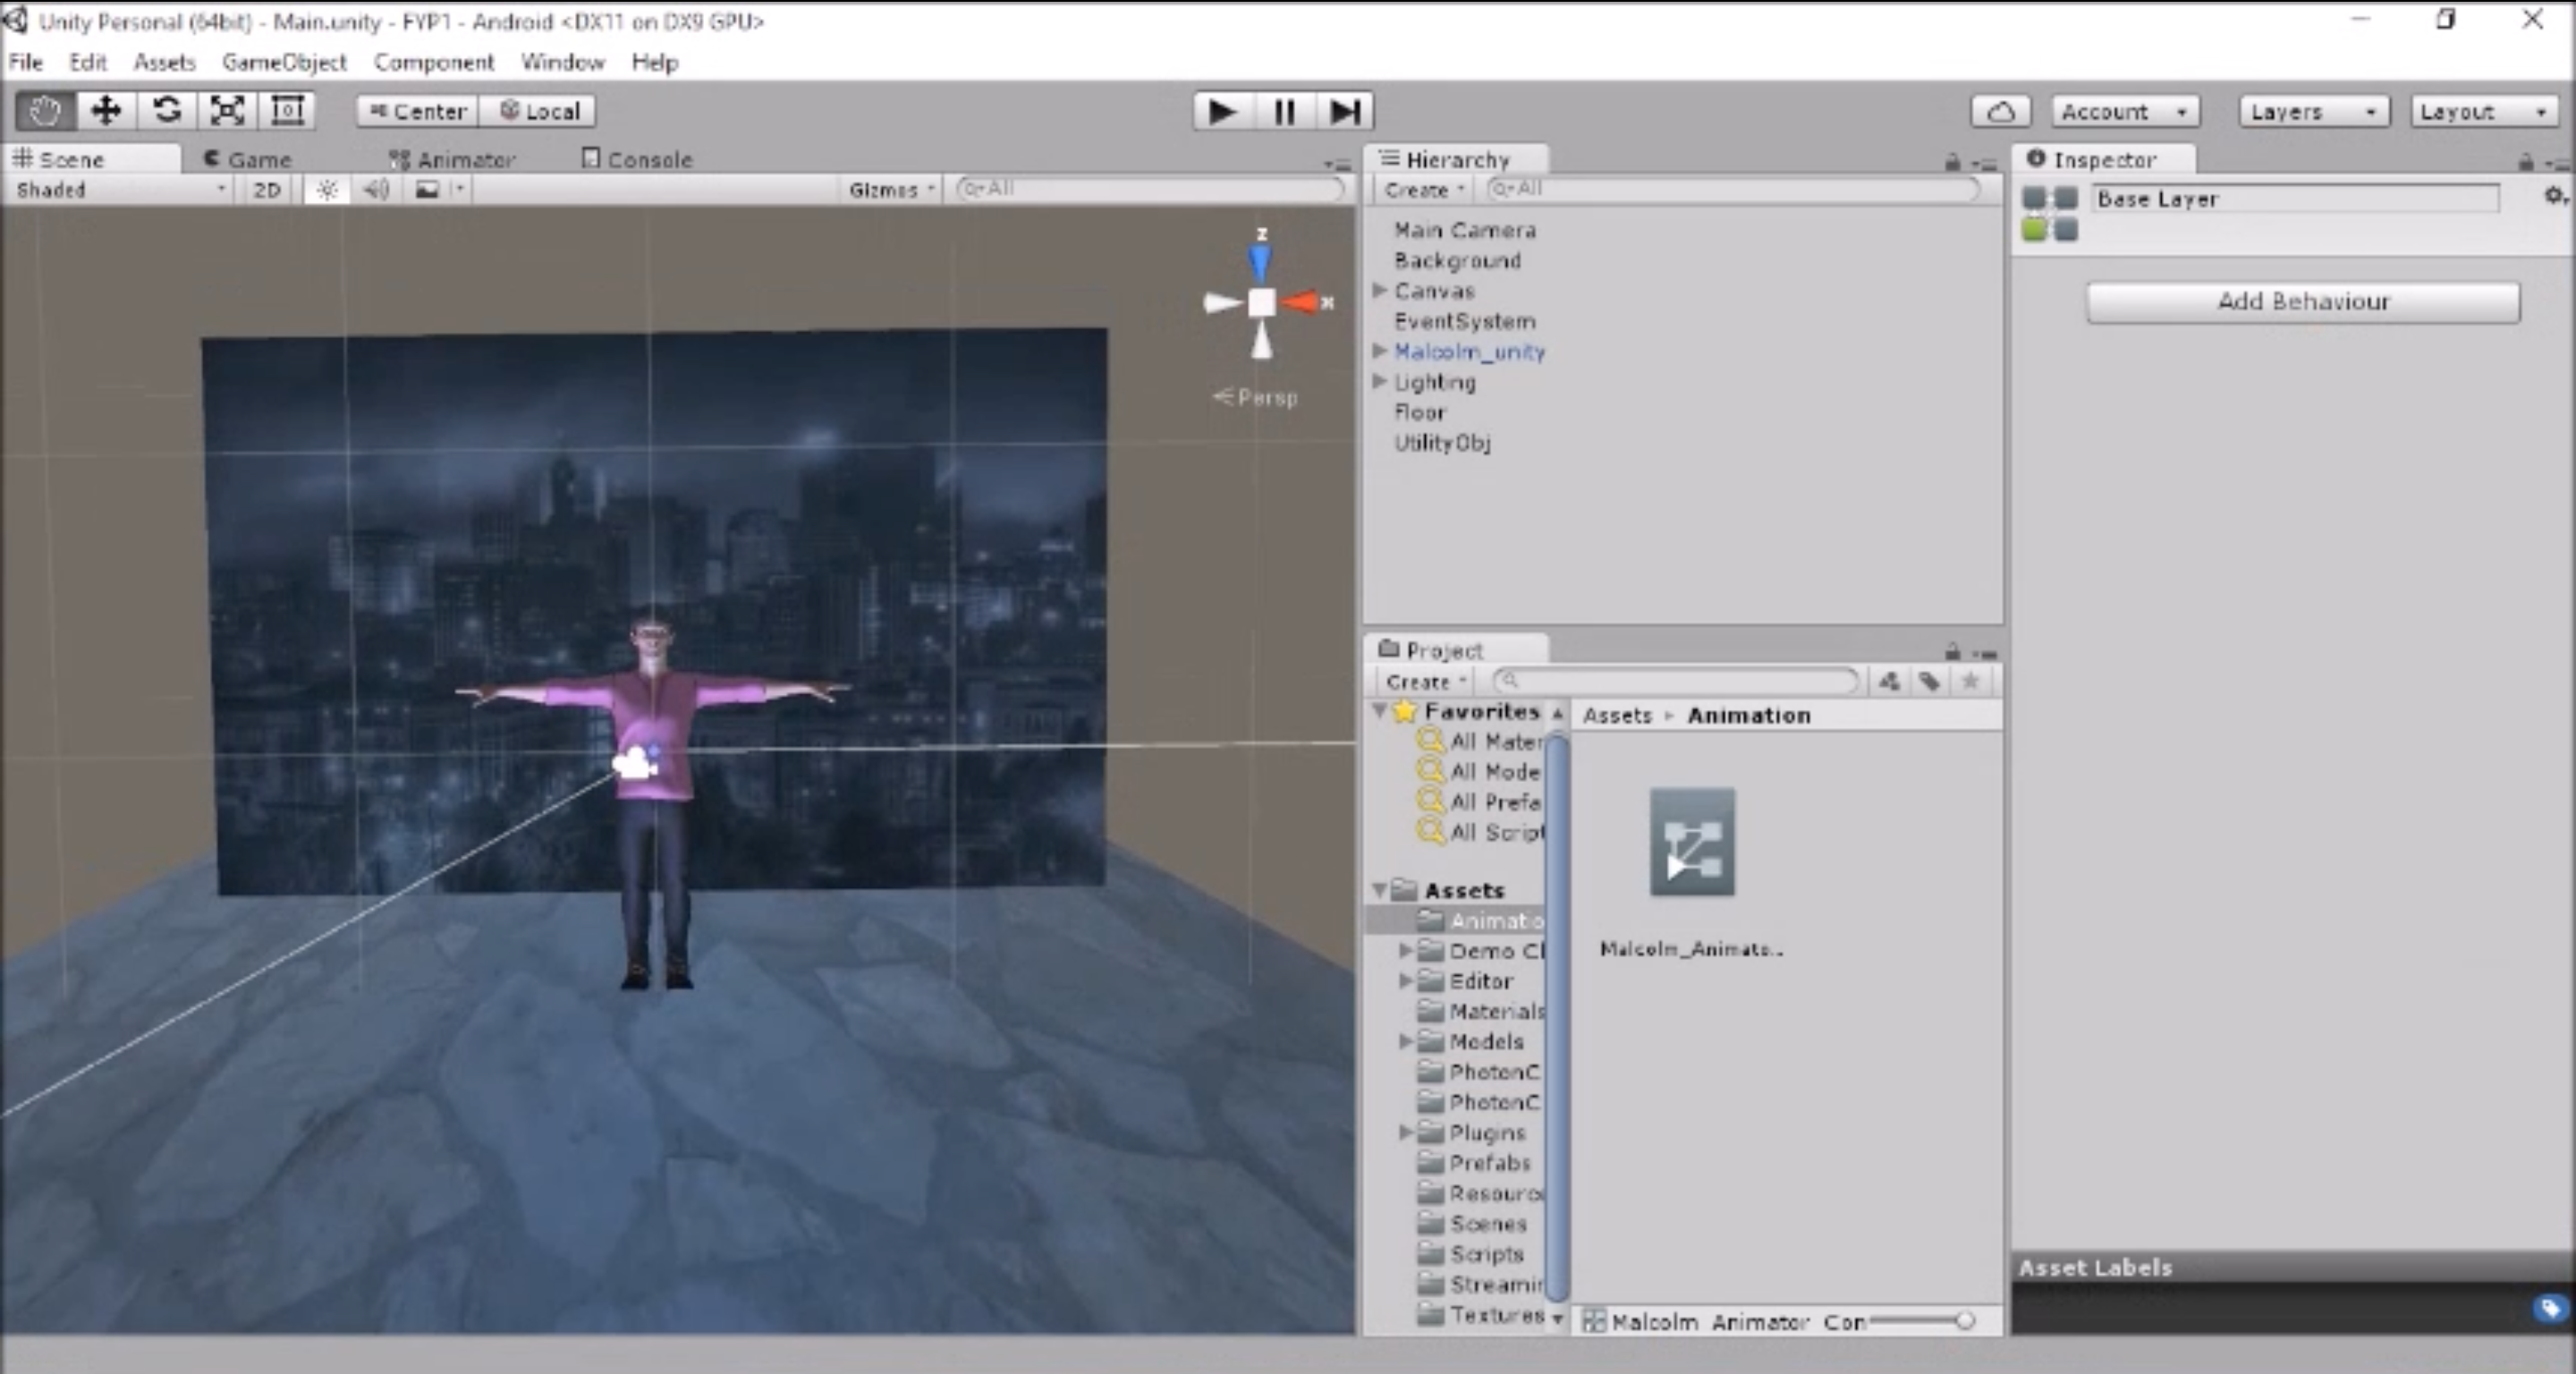 Unity Personal (64bit) - Main.unity - FYP1 - Android <DX11 on DX9 GPU>
File Edit Assets GameObject Component Window Help
Center Local Account Layers Layout
Scene Game Animator Console
Shaded 2D Gizmos All
z
x
Persp
Hierarchy
Create All
Main Camera
Background
Canvas
EventSystem
Malcolm_unity
Lighting
Floor
UtilityObj
Project
Create
Favorites
All Mater
All Mode
All Prefa
All Script
Assets
Animatio
Demo Cl
Editor
Materials
Models
PhotonC
PhotonC
Plugins
Prefabs
Resourc
Scenes
Scripts
Streamin
Textures
Assets Animation
Malcolm_Animato...
Malcolm Animator Con
Inspector
Base Layer
Add Behaviour
Asset Labels